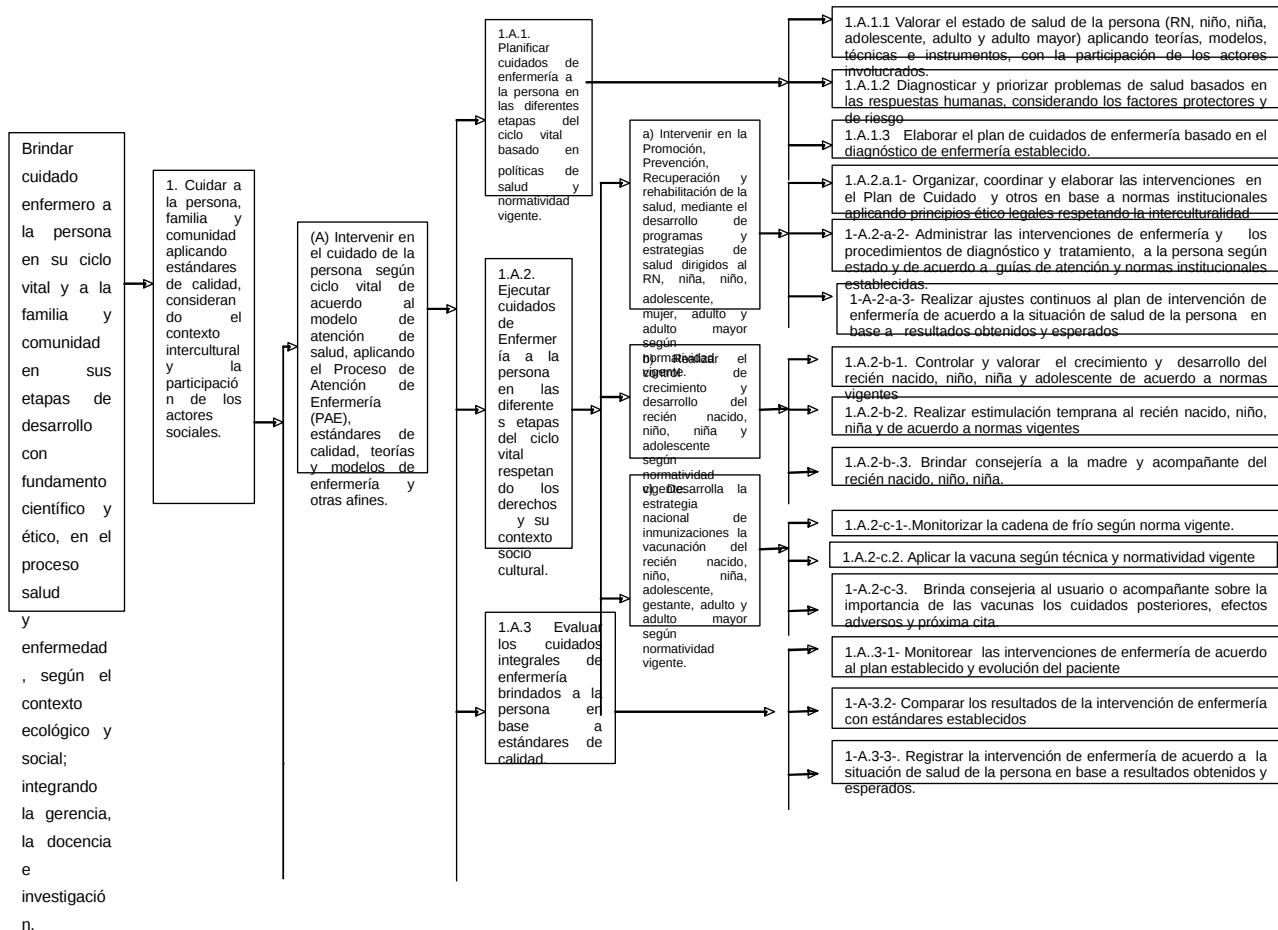 Brindar
cuidado
enfermero a
la persona
en su ciclo
vital y a la
familia y
comunidad
en sus
etapas de
desarrollo
con
fundamento
científico y
ético, en el
proceso
salud
y
enfermedad
, según el
contexto
ecológico y
social;
integrando
la gerencia,
la docencia
e
investigació
n.
1. Cuidar a
la persona,
familia y
comunidad
aplicando
estándares
de calidad,
consideran
do el
contexto
intercultural
y la
participació
n de los
actores
sociales.
(A) Intervenir en
el cuidado de la
persona según
ciclo vital de
acuerdo al
modelo de
atención de
salud, aplicando
el Proceso de
Atención de
Enfermería
(PAE),
estándares de
calidad, teorías
y modelos de
enfermería y
otras afines.
1.A.1.
Planificar
cuidados de
enfermería a
la persona en
las diferentes
etapas del
ciclo vital
basado en
políticas de
salud y
normatividad
vigente.
1.A.2.
Ejecutar
cuidados
de
Enfermer
ía a la
persona
en las
diferente
s etapas
del ciclo
vital
respetan
do los
derechos
y su
contexto
socio
cultural.
1.A.3 Evaluar
los cuidados
integrales de
enfermería
brindados a la
persona en
base a
estándares de
calidad.
a) Intervenir en la
Promoción,
Prevención,
Recuperación y
rehabilitación de la
salud, mediante el
desarrollo de
programas y
estrategias de
salud dirigidos al
RN, niña, niño,
adolescente,
mujer, adulto y
adulto mayor
según
normatividad
vigente.
b) Realizar el
control de
crecimiento y
desarrollo del
recién nacido,
niño, niña y
adolescente
según
normatividad
vigente.
c) Desarrolla la
estrategia
nacional de
inmunizaciones la
vacunación del
recién nacido,
niño, niña,
adolescente,
gestante, adulto y
adulto mayor
según
normatividad
vigente.
1.A.1.1 Valorar el estado de salud de la persona (RN, niño, niña,
adolescente, adulto y adulto mayor) aplicando teorías, modelos,
técnicas e instrumentos, con la participación de los actores
involucrados.
1.A.1.2 Diagnosticar y priorizar problemas de salud basados en
las respuestas humanas, considerando los factores protectores y
de riesgo
1.A.1.3 Elaborar el plan de cuidados de enfermería basado en el
diagnóstico de enfermería establecido.
1.A.2.a.1- Organizar, coordinar y elaborar las intervenciones en
el Plan de Cuidado y otros en base a normas institucionales
aplicando principios ético legales respetando la interculturalidad
1-A.2-a-2- Administrar las intervenciones de enfermería y los
procedimientos de diagnóstico y tratamiento, a la persona según
estado y de acuerdo a guías de atención y normas institucionales
establecidas.
1-A-2-a-3- Realizar ajustes continuos al plan de intervención de
enfermería de acuerdo a la situación de salud de la persona en
base a resultados obtenidos y esperados
1.A.2-b-1. Controlar y valorar el crecimiento y desarrollo del
recién nacido, niño, niña y adolescente de acuerdo a normas
vigentes
1.A.2-b-2. Realizar estimulación temprana al recién nacido, niño,
niña y de acuerdo a normas vigentes
1.A.2-b-.3. Brindar consejería a la madre y acompañante del
recién nacido, niño, niña.
1.A.2-c-1-.Monitorizar la cadena de frío según norma vigente.
1.A.2-c.2. Aplicar la vacuna según técnica y normatividad vigente
1-A.2-c-3. Brinda consejeria al usuario o acompañante sobre la
importancia de las vacunas los cuidados posteriores, efectos
adversos y próxima cita.
1.A..3-1- Monitorear las intervenciones de enfermería de acuerdo
al plan establecido y evolución del paciente
1-A-3.2- Comparar los resultados de la intervención de enfermería
con estándares establecidos
1-A.3-3-. Registrar la intervención de enfermería de acuerdo a la
situación de salud de la persona en base a resultados obtenidos y
esperados.